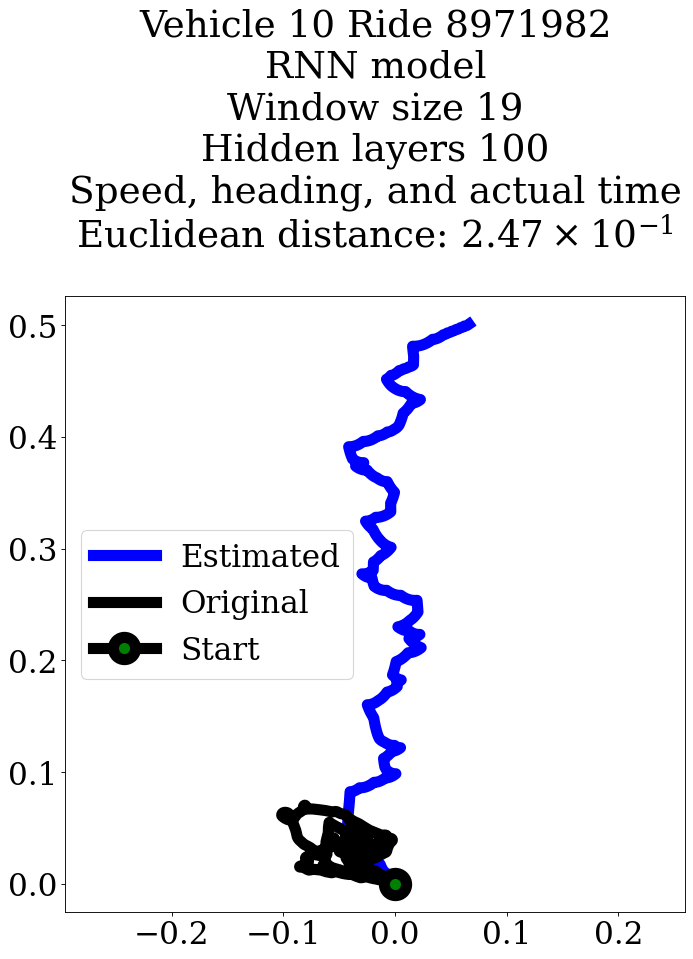 Vehicle 10 Ride 8971982
RNN model
Window size 19
Hidden layers 100
Speed, heading, and actual time
Euclidean distance: $2.47 \times 10^{-1}$
0.5
0.4
0.3
0.2
0.1
0.0
Estimated
Original
Start
−0.2
−0.1
0.0
0.1
0.2